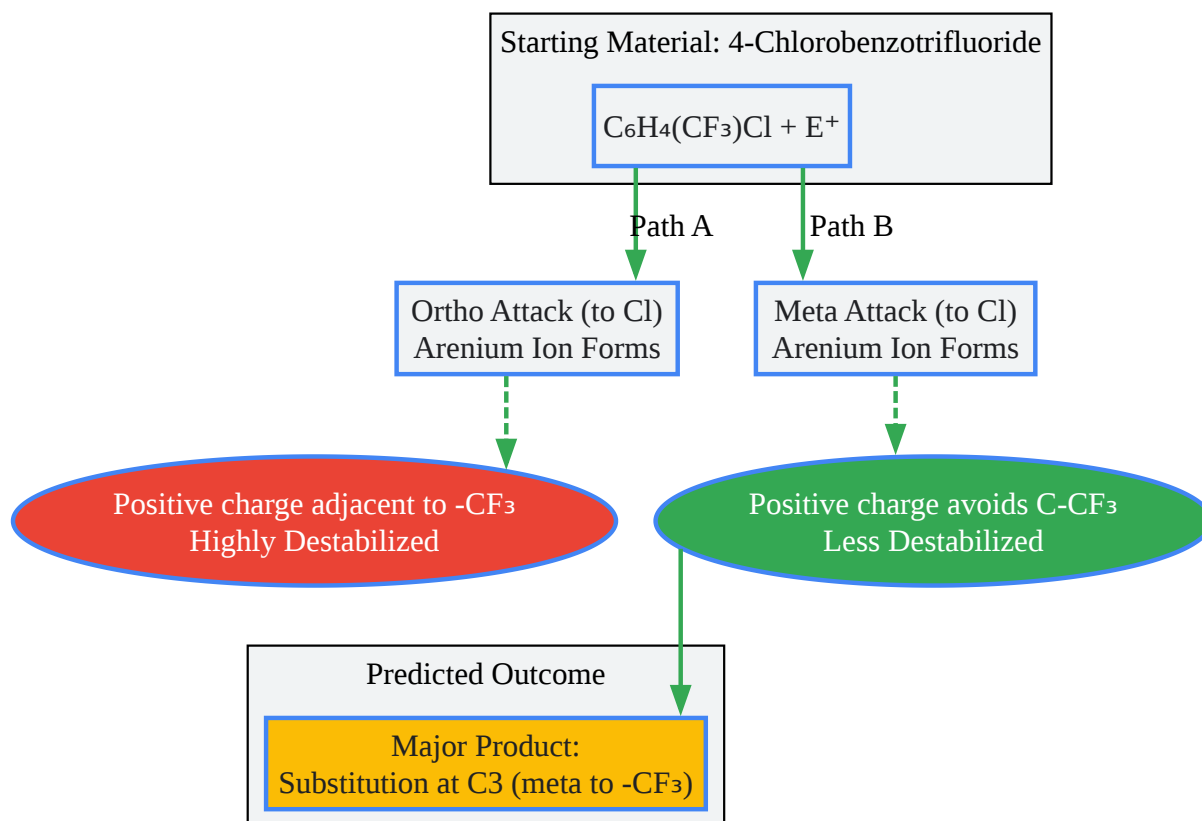 Starting Material: 4-Chlorobenzotrifluoride
C₆H₄(CF₃)Cl + E⁺
Path A
Path B
Ortho Attack (to Cl)
Arenium Ion Forms
Meta Attack (to Cl)
Arenium Ion Forms
Positive charge adjacent to -CF₃
Highly Destabilized
Positive charge avoids C-CF₃
Less Destabilized
Predicted Outcome
Major Product:
Substitution at C3 (meta to -CF₃)